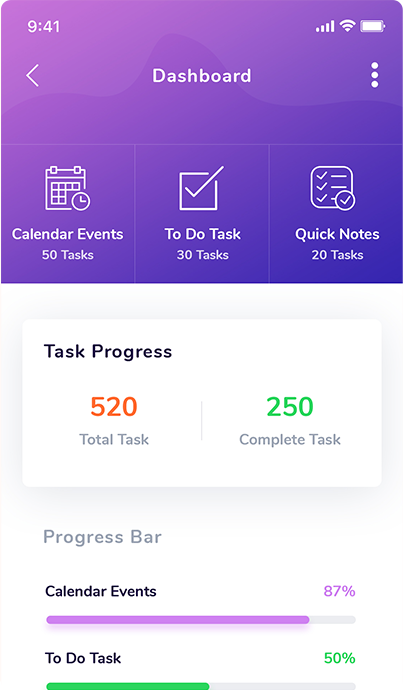 9:41
Dashboard
Calendar Events
50 Tasks
To Do Task
30 Tasks
Quick Notes
20 Tasks
Task Progress
520
Total Task
250
Complete Task
Progress Bar
Calendar Events 87%
To Do Task 50%